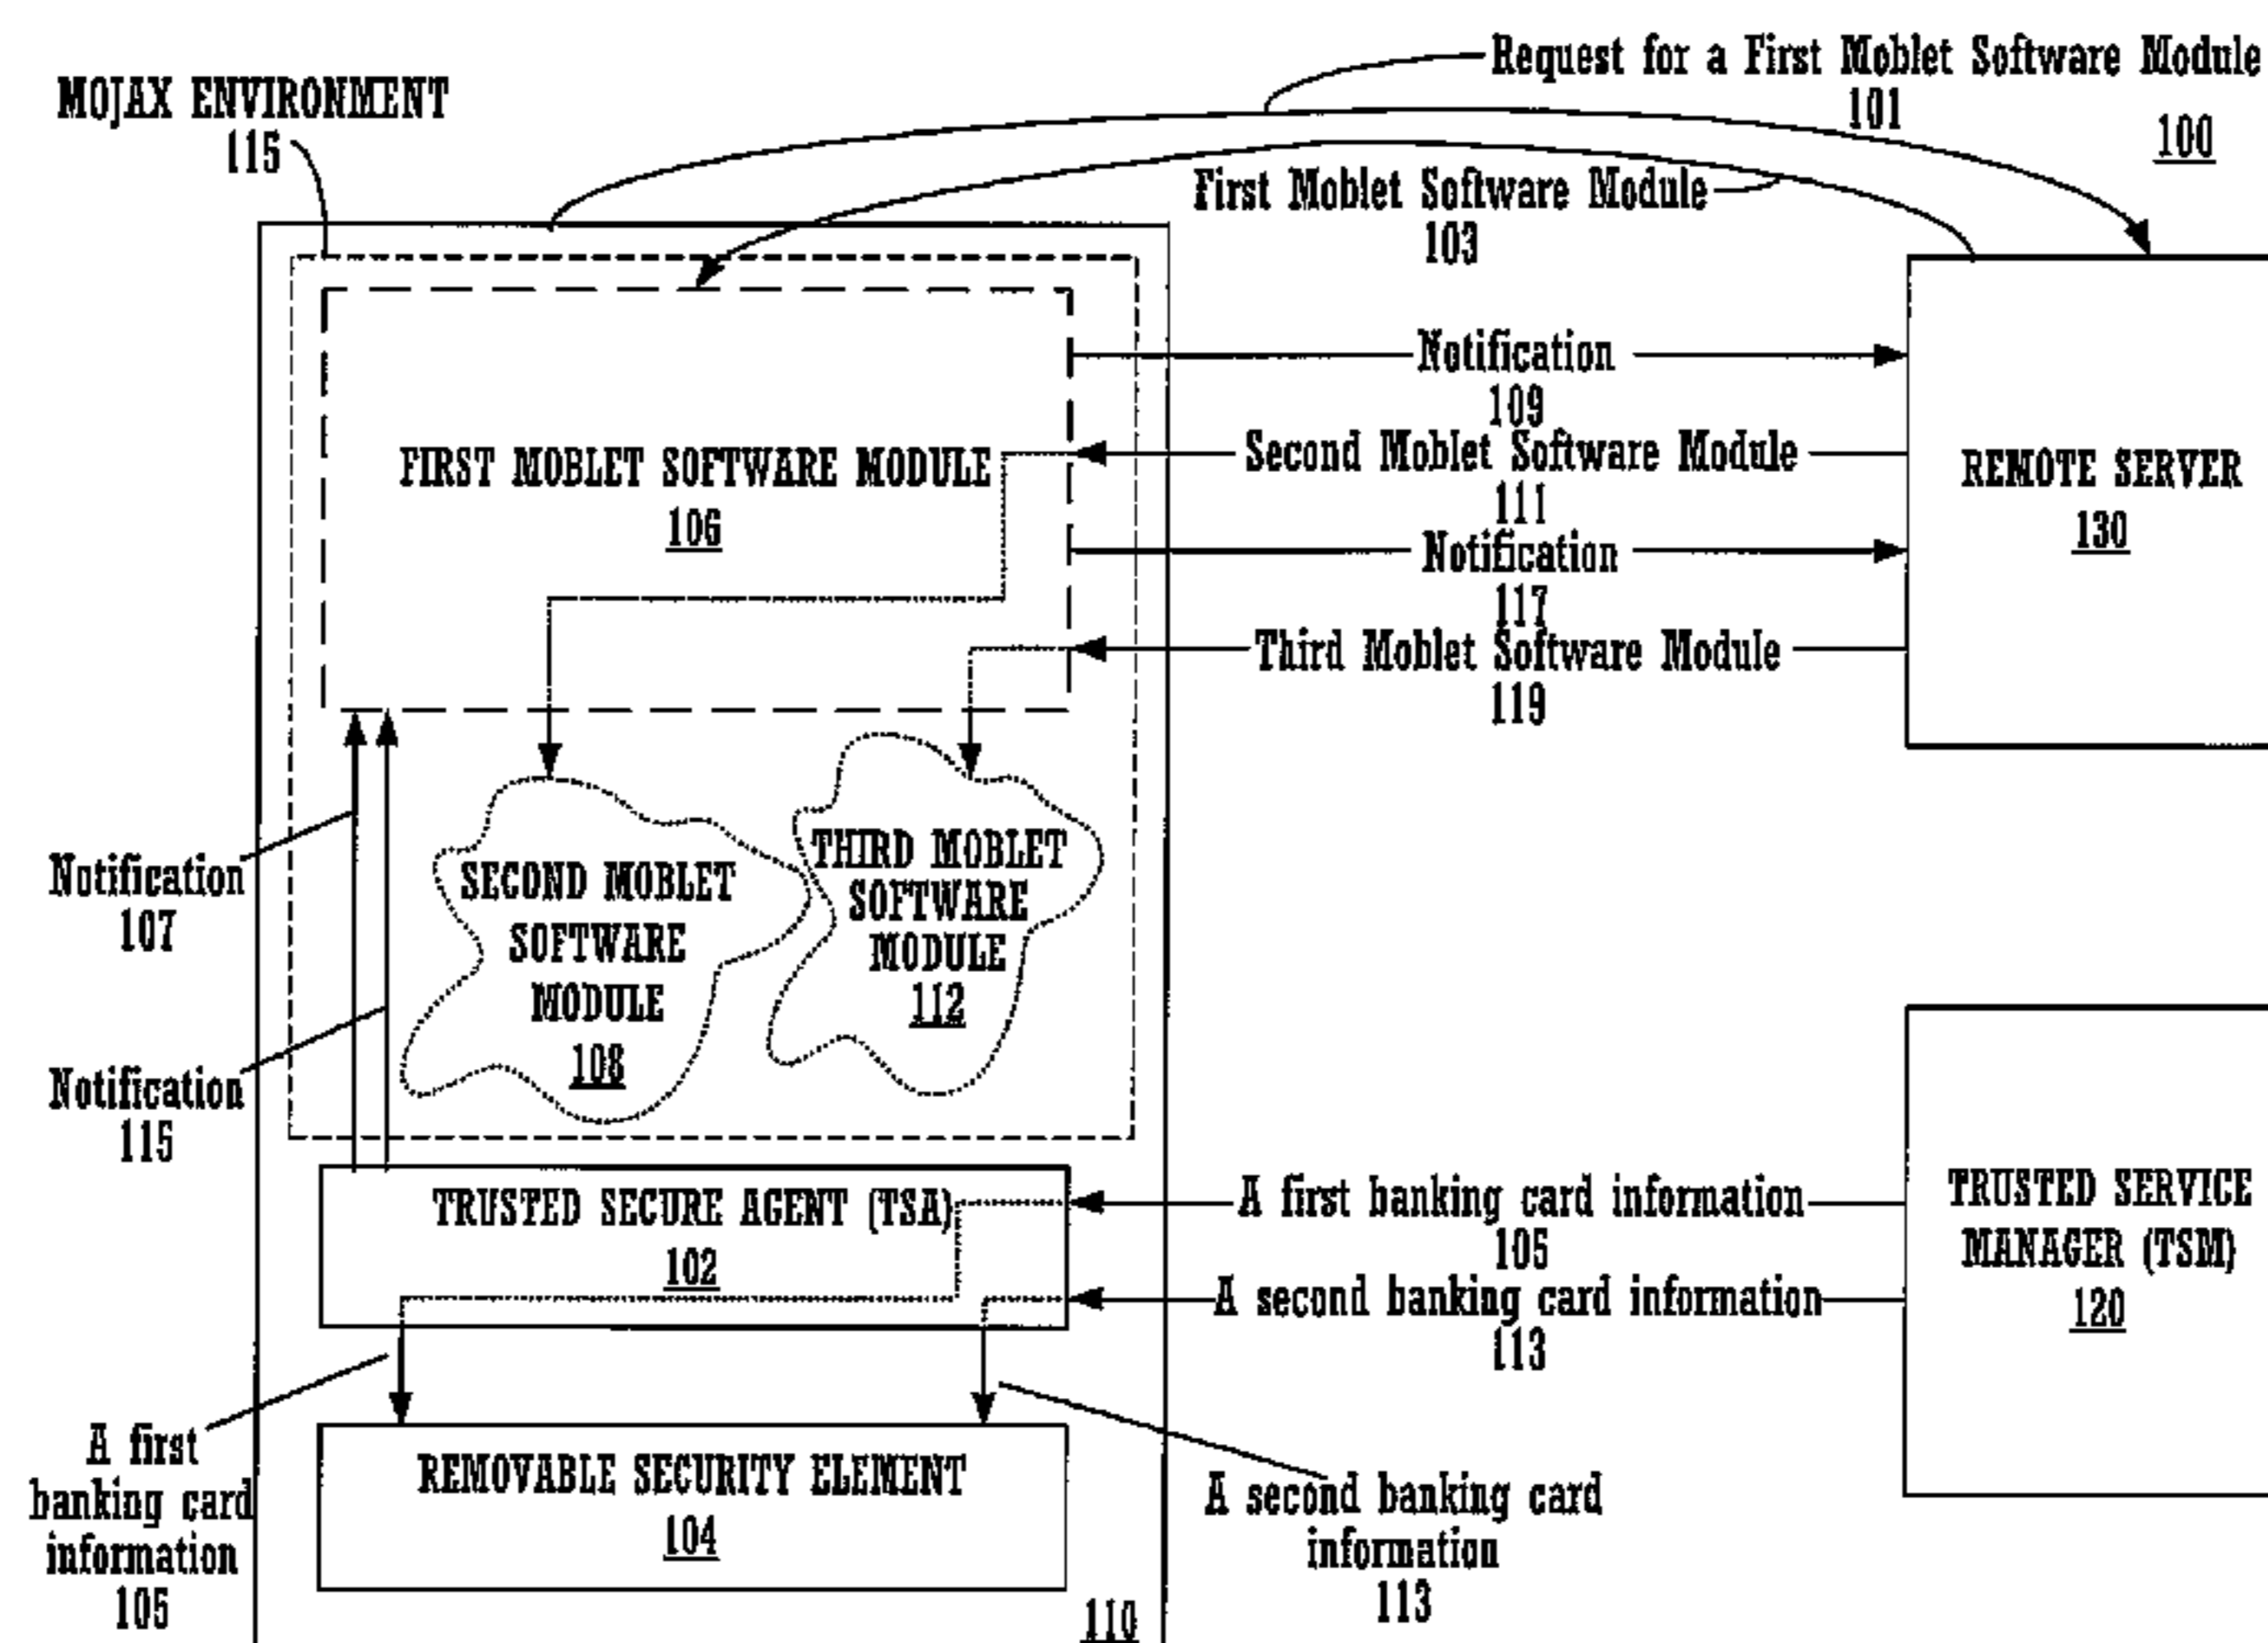 Request for a First Moblet Software Module
101
100
MOJAX ENVIRONMENT
115
First Moblet Software Module
103
Notification
109
FIRST MOBLET SOFTWARE MODULE
106
Second Moblet Software Module
111
REMOTE SERVER
130
Notification
117
Third Moblet Software Module
119
Notification
107
SECOND MOBLET
SOFTWARE
MODULE
108
THIRD MOBLET
SOFTWARE
MODULE
112
Notification
115
TRUSTED SECURE AGENT (TSA)
102
A first banking card information
105
A second banking card information
113
TRUSTED SERVICE
MANAGER (TSM)
120
A first
banking card
information
105
REMOVABLE SECURITY ELEMENT
104
A second banking card
information
113
110